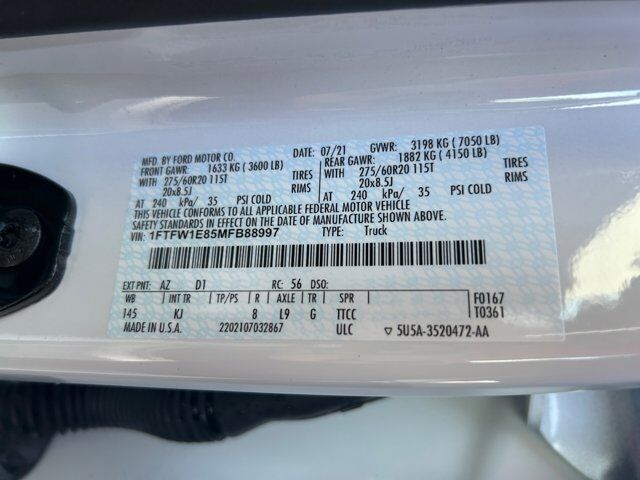 MFD. BY FORD MOTOR CO. DATE: 07/21 GVWR: 3198 KG ( 7050 LB)
FRONT GAWR: 1633 KG ( 3600 LB) REAR GAWR: 1882 KG ( 4150 LB)
WITH 275/60R20 115T TIRES WITH 275/60R20 115T TIRES
20x8.5J RIMS 20x8.5J RIMS
AT 240 kPa/ 35 PSI COLD AT 240 kPa/ 35 PSI COLD
THIS VEHICLE CONFORMS TO ALL APPLICABLE FEDERAL MOTOR VEHICLE
SAFETY STANDARDS IN EFFECT ON THE DATE OF MANUFACTURE SHOWN ABOVE.
VIN: 1FTFW1E85MFB88997 TYPE: Truck
EXT PNT: AZ D1 RC: 56 DSO:
WB INT TR TP/PS R AXLE TR SPR F0167
145 KJ 8 L9 G TTCC T0361
MADE IN U.S.A. 2202107032867 ULC ▽ 5U5A-3520472-AA